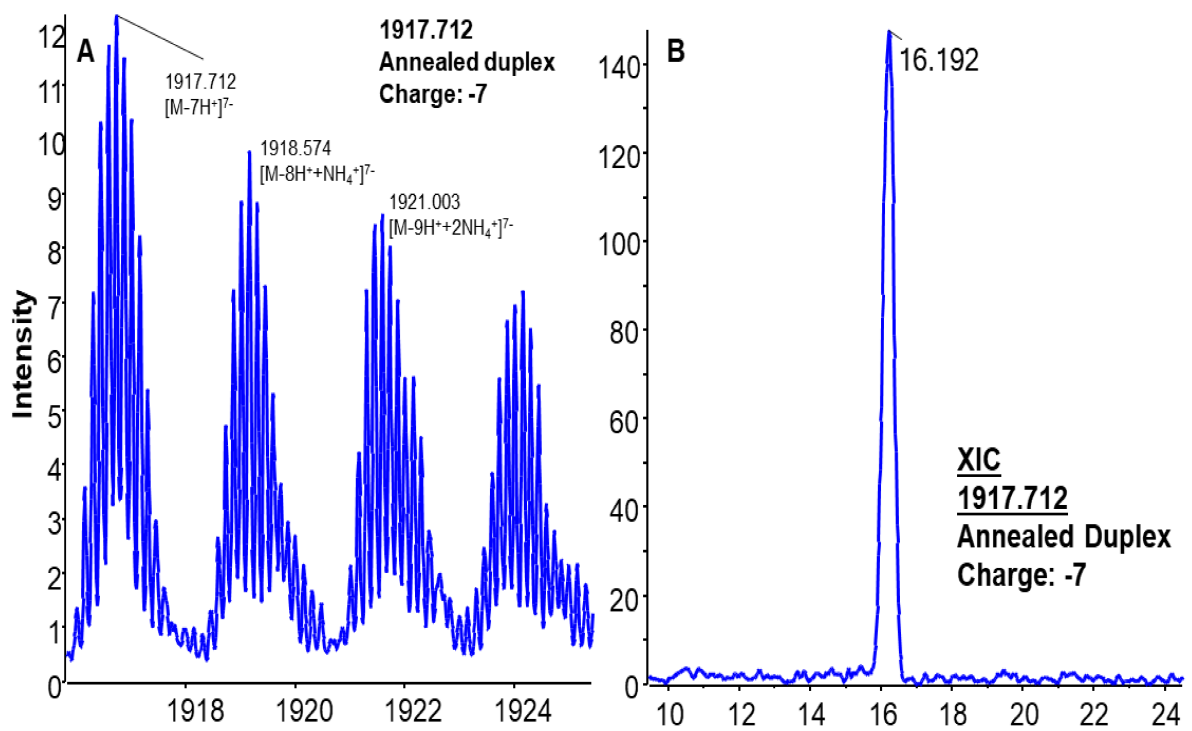 A
1917.712
Annealed duplex
Charge: -7
1917.712
[M-7H⁺]⁷⁻
1918.574
[M-8H⁺+NH₄⁺]⁷⁻
1921.003
[M-9H⁺+2NH₄⁺]⁷⁻
Intensity
12
11
10
9
8
7
6
5
4
3
2
1
0
1918 1920 1922 1924
B
16.192
XIC
1917.712
Annealed Duplex
Charge: -7
140
120
100
80
60
40
20
0
10 12 14 16 18 20 22 24